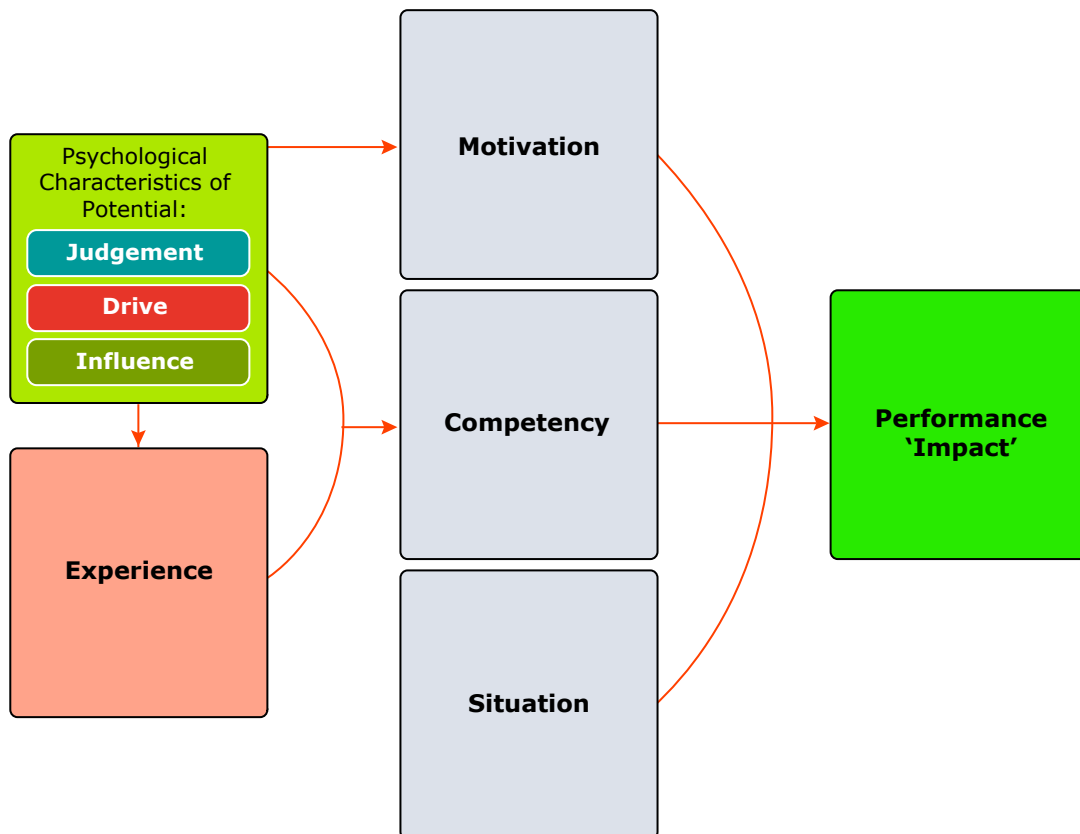 Psychological
Characteristics of
Potential:
Judgement
Drive
Influence
Experience
Motivation
Competency
Situation
Performance
‘Impact’